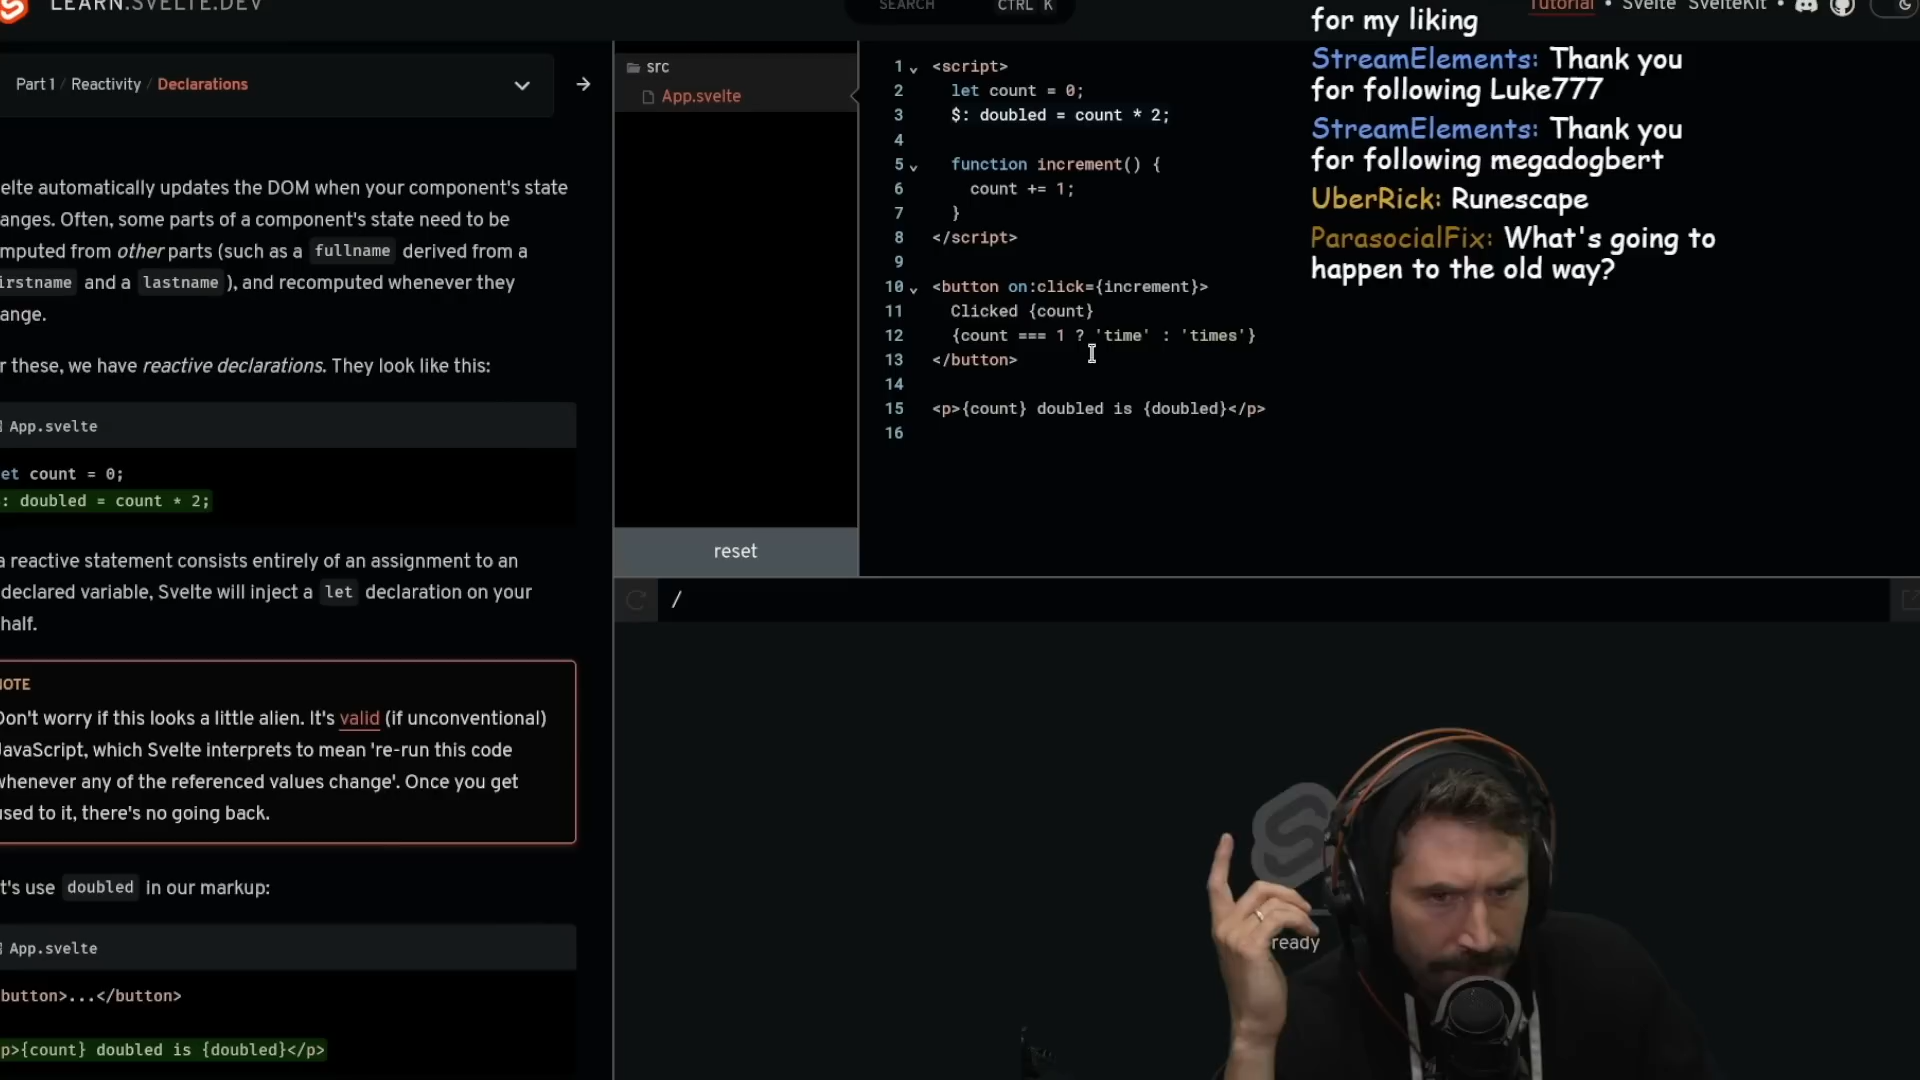 LEARN.SVELTE.DEV
SEARCH CTRL K
Tutorial • Svelte SvelteKit •
Part 1 / Reactivity / Declarations
elte automatically updates the DOM when your component's state
anges. Often, some parts of a component's state need to be
mputed from other parts (such as a fullname derived from a
irstname and a lastname ), and recomputed whenever they
ange.
r these, we have reactive declarations. They look like this:
App.svelte
et count = 0;
: doubled = count * 2;
a reactive statement consists entirely of an assignment to an
declared variable, Svelte will inject a let declaration on your
half.
NOTE
Don't worry if this looks a little alien. It's valid (if unconventional)
JavaScript, which Svelte interprets to mean 're-run this code
whenever any of the referenced values change'. Once you get
used to it, there's no going back.
t's use doubled in our markup:
App.svelte
button>...</button>
p>{count} doubled is {doubled}</p>
src
App.svelte
reset
1 <script>
2 let count = 0;
3 $: doubled = count * 2;
4
5 function increment() {
6 count += 1;
7 }
8 </script>
9
10 <button on:click={increment}>
11 Clicked {count}
12 {count === 1 ? 'time' : 'times'}
13 </button>
14
15 <p>{count} doubled is {doubled}</p>
16
/
ready
for my liking
StreamElements: Thank you
for following Luke777
StreamElements: Thank you
for following megadogbert
UberRick: Runescape
ParasocialFix: What's going to
happen to the old way?